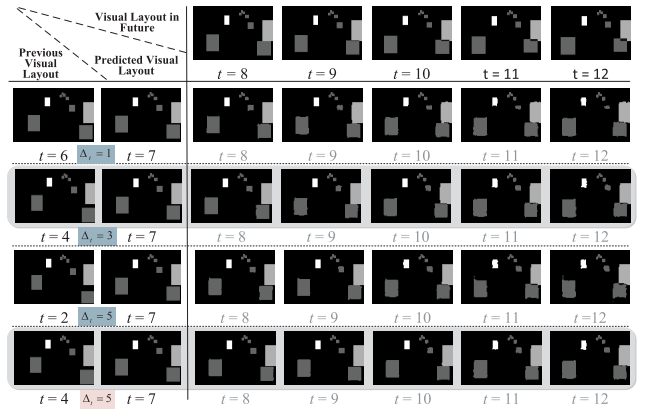 Visual Layout in
Future
Previous
Visual
Layout
Predicted Visual
Layout
t = 8 t = 9 t = 10 t = 11 t = 12
t = 6 Δt = 1 t = 7 t = 8 t = 9 t = 10 t = 11 t = 12
t = 4 Δt = 3 t = 7 t = 8 t = 9 t = 10 t = 11 t = 12
t = 2 Δt = 5 t = 7 t = 8 t = 9 t = 10 t = 11 t =12
t = 4 Δt = 5 t = 7 t = 8 t = 9 t = 10 t = 11 t = 12